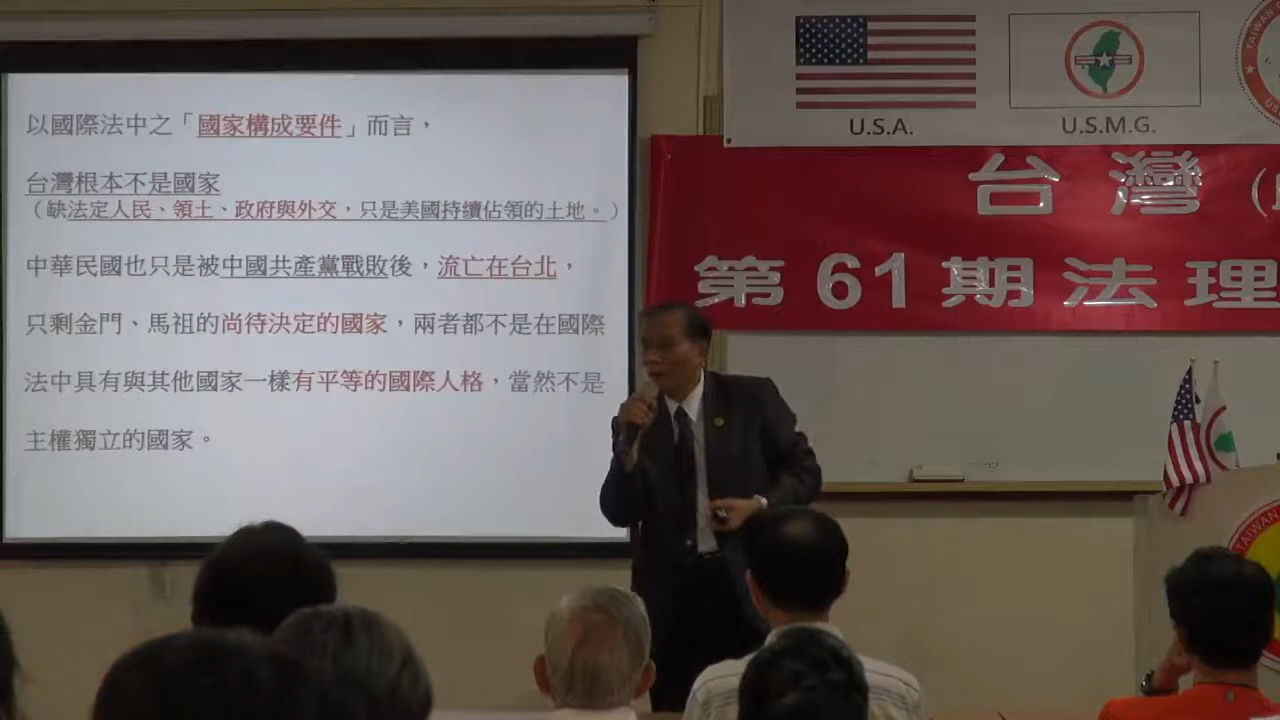 以國際法中之「國家構成要件」而言，
台灣根本不是國家
（缺法定人民、領土、政府與外交，只是美國持續佔領的土地。）
中華民國也只是被中國共產黨戰敗後，流亡在台北，
只剩金門、馬祖的尚待決定的國家，兩者都不是在國際
法中具有與其他國家一樣有平等的國際人格，當然不是
主權獨立的國家。
U.S.A.
U.S.M.G.
台灣（
第61期法理
TAIWAN
TAIWAN